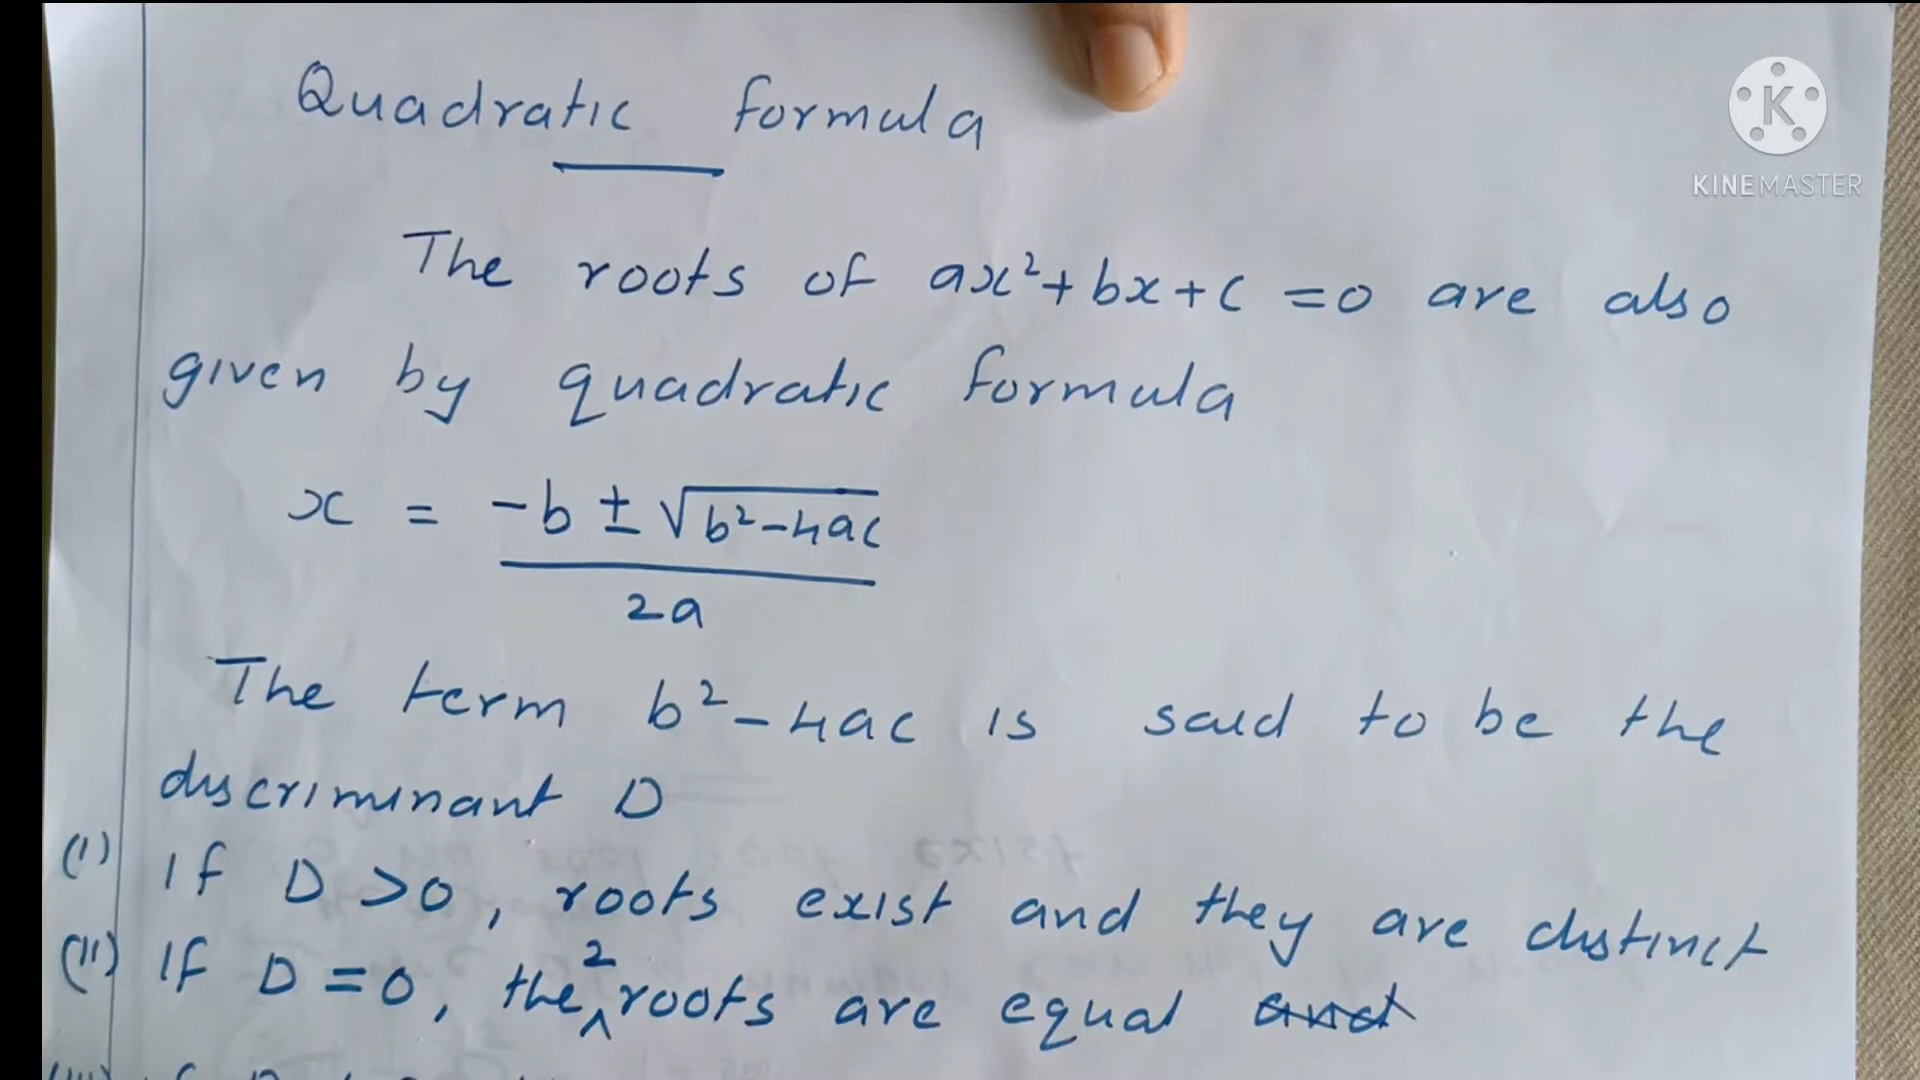 Quadratic formula
The roots of ax²+bx+c =0 are also
given by quadratic formula
x = -b ± √b²-4ac
2a
The term b²-4ac is said to be the
discriminant D
(i) If D >0, roots exist and they are distinct
(ii) If D =0, the 2 roots are equal and
K
KINEMASTER